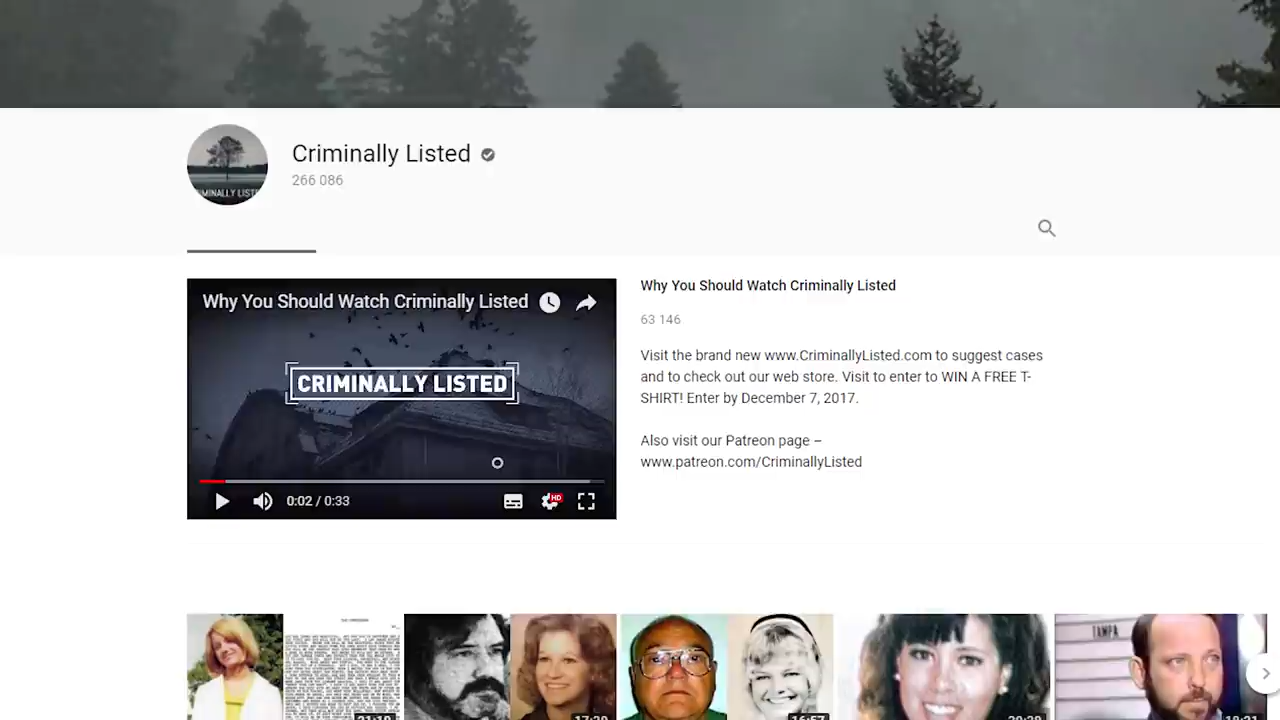 Criminally Listed
266 086
Why You Should Watch Criminally Listed
CRIMINALLY LISTED
0:02 / 0:33
HD
Why You Should Watch Criminally Listed
63 146
Visit the brand new www.CriminallyListed.com to suggest cases
and to check out our web store. Visit to enter to WIN A FREE T-
SHIRT! Enter by December 7, 2017.
Also visit our Patreon page –
www.patreon.com/CriminallyListed
TAMPA